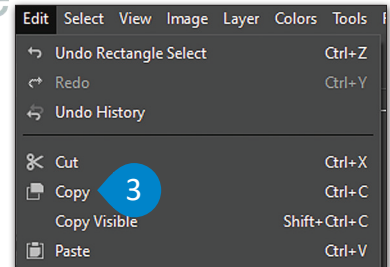 Edit Select View Image Layer Colors Tools
Undo Rectangle Select Ctrl+Z
Redo Ctrl+Y
Undo History
Cut Ctrl+X
Copy 3 Ctrl+C
Copy Visible Shift+Ctrl+C
Paste Ctrl+V